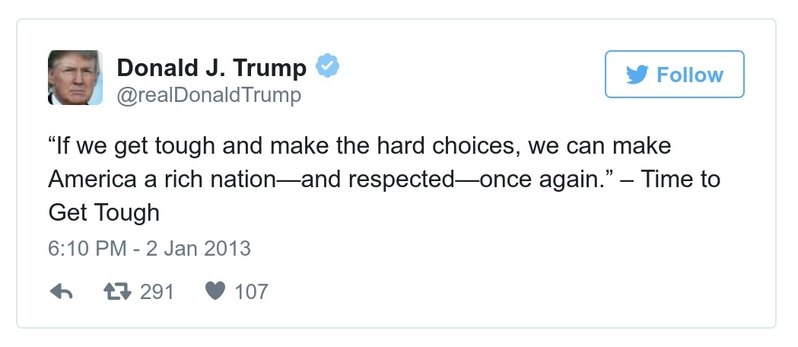 Donald J. Trump
@realDonaldTrump
Follow
“If we get tough and make the hard choices, we can make
America a rich nation—and respected—once again.” – Time to
Get Tough
6:10 PM - 2 Jan 2013
291 107